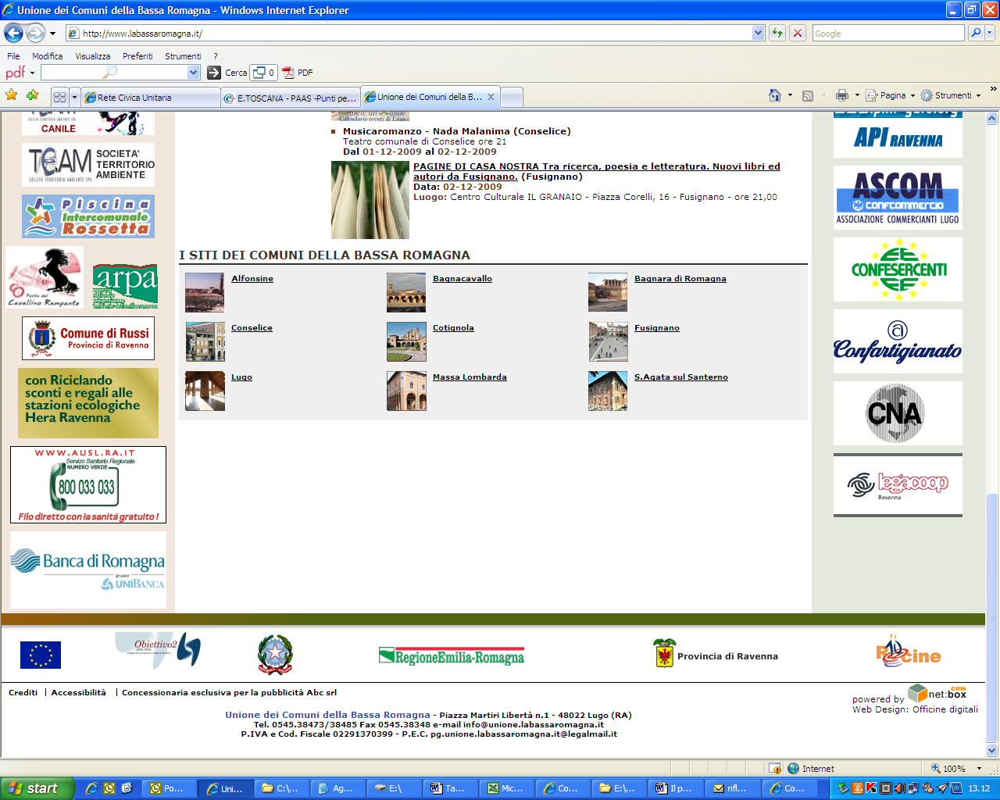 Unione dei Comuni della Bassa Romagna - Windows Internet Explorer
http://www.labassaromagna.it/
Google
File Modifica Visualizza Preferiti Strumenti ?
pdf Cerca 0 PDF
Rete Civica Unitaria
E.TOSCANA - PAAS -Punti pe...
Unione dei Comuni della B...
Pagina Strumenti
CANILE
TEAM SOCIETA' TERRITORIO AMBIENTE
SOCIETÀ TERRITORIO AMBIENTE SPA
Piscina
Intercomunale
Rossetta
Festa del
Cavallino Rampante
arpa
Comune di Russi
Provincia di Ravenna
con Riciclando
sconti e regali alle
stazioni ecologiche
Hera Ravenna
WWW.AUSL.RA.IT
Servizio Sanitario Regionale
NUMERO VERDE
800 033 033
Filo diretto con la sanità gratuito !
Banca di Romagna
gruppo UNIBANCA
Calendario eventi di Lugo
Musicaromanzo - Nada Malanima (Conselice)
Teatro comunale di Conselice ore 21
Dal 01-12-2009 al 02-12-2009
PAGINE DI CASA NOSTRA Tra ricerca, poesia e letteratura. Nuovi libri ed
autori da Fusignano. (Fusignano)
Data: 02-12-2009
Luogo: Centro Culturale IL GRANAIO - Piazza Corelli, 16 - Fusignano - ore 21,00
I SITI DEI COMUNI DELLA BASSA ROMAGNA
Alfonsine Bagnacavallo Bagnara di Romagna
Conselice Cotignola Fusignano
Lugo Massa Lombarda S.Agata sul Santerno
API RAVENNA
ASCOM
CONFCOMMERCIO
ASSOCIAZIONE COMMERCIANTI LUGO
CONFESERCENTI
Confartigianato
CNA
legacoop
Ravenna
Obiettivo2
RegioneEmilia-Romagna
Provincia di Ravenna
Crediti | Accessibilità | Concessionaria esclusiva per la pubblicità Abc srl
powered by net:box cms
Web Design: Officine digitali
Unione dei Comuni della Bassa Romagna - Piazza Martiri Libertà n.1 - 48022 Lugo (RA)
Tel. 0545.38473/38485 Fax 0545.38348 e-mail info@unione.labassaromagna.it
P.IVA e Cod. Fiscale 02291370399 - P.E.C. pg.unione.labassaromagna.it@legalmail.it
Internet 100%
start Po... Uni... C:\... Ag... E:\ Ta... Mic... Co... E:\... Il p... rifl... Co... 13.12